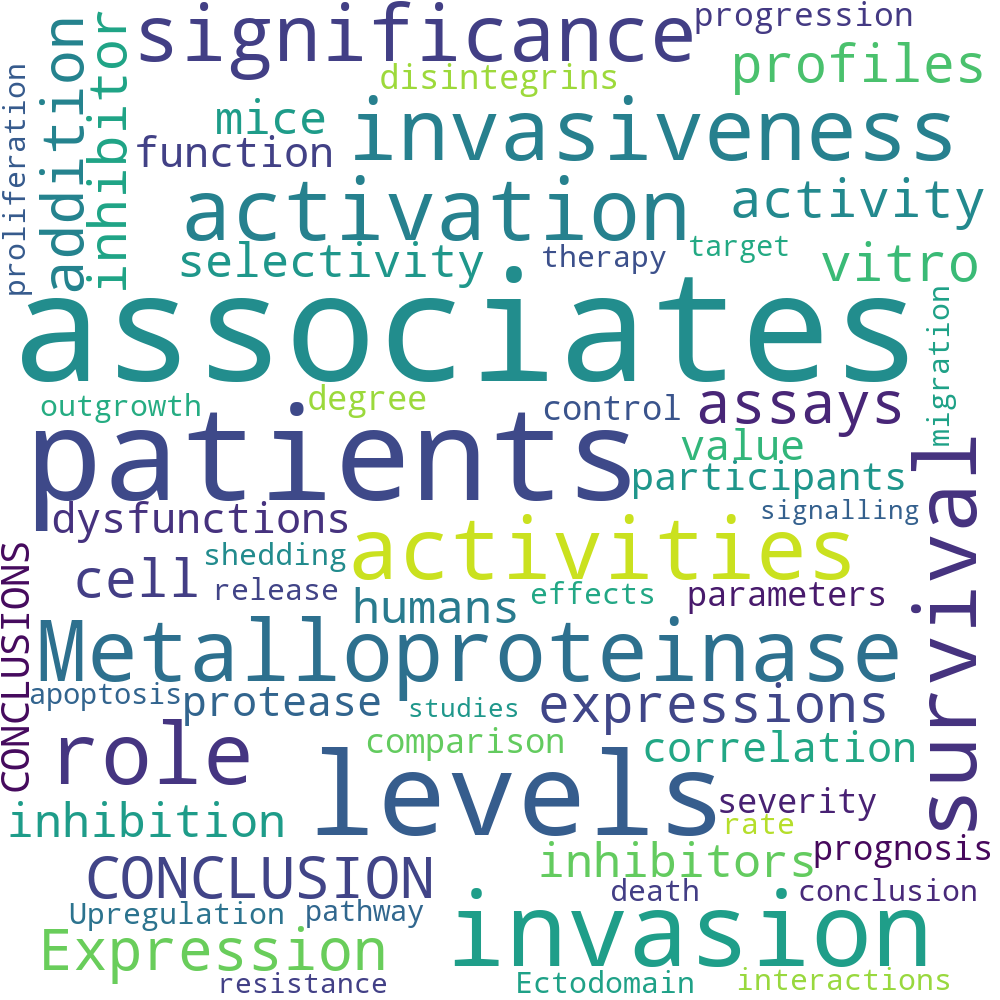 significance
progression
disintegrins
profiles
proliferation
addition
inhibitor
mice
function
invasiveness
activation
activity
selectivity
therapy
target
vitro
associates
migration
outgrowth
degree
control
assays
patients
value
participants
survival
dysfunctions
signalling
activities
shedding
cell
release
humans
effects
parameters
CONCLUSIONS
Metalloproteinase
apoptosis
protease
studies
expressions
role
comparison
correlation
levels
severity
inhibition
rate
inhibitors
prognosis
CONCLUSION
death
conclusion
Upregulation
pathway
invasion
Expression
resistance
Ectodomain
interactions